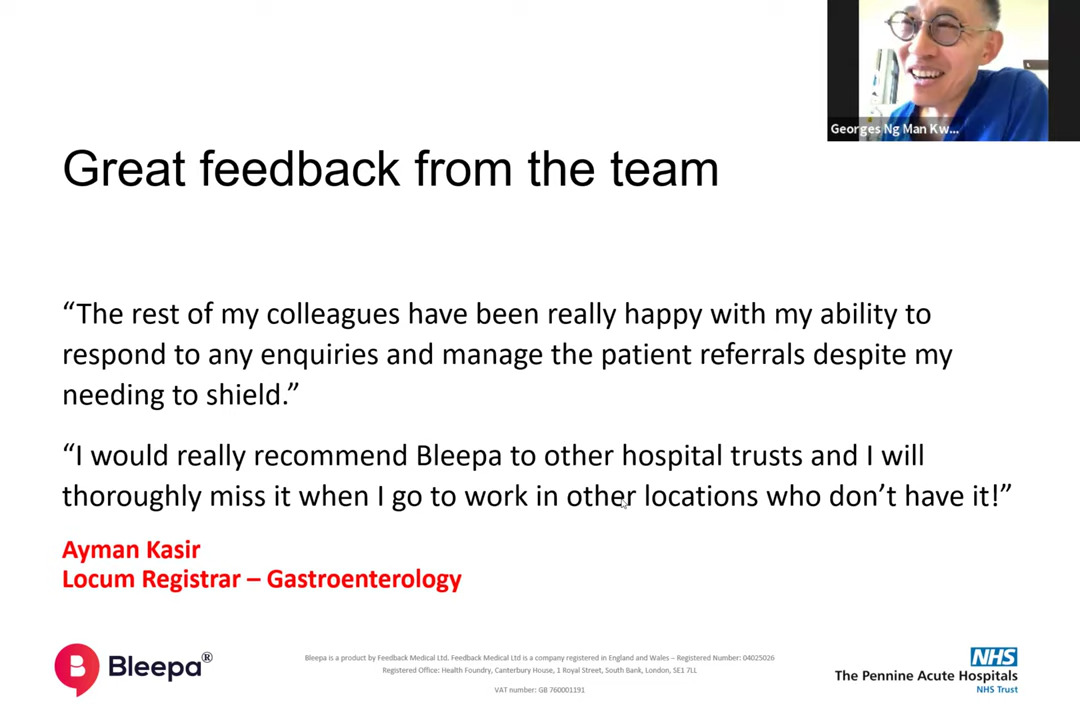 Georges Ng Man Kw...
Great feedback from the team
“The rest of my colleagues have been really happy with my ability to
respond to any enquiries and manage the patient referrals despite my
needing to shield.”
“I would really recommend Bleepa to other hospital trusts and I will
thoroughly miss it when I go to work in other locations who don’t have it!”
Ayman Kasir
Locum Registrar – Gastroenterology
B Bleepa®
Bleepa is a product by Feedback Medical Ltd. Feedback Medical Ltd is a company registered in England and Wales – Registered Number: 04025026
Registered Office: Health Foundry, Canterbury House, 1 Royal Street, South Bank, London, SE1 7LL
VAT number: GB 760001191
NHS
The Pennine Acute Hospitals
NHS Trust